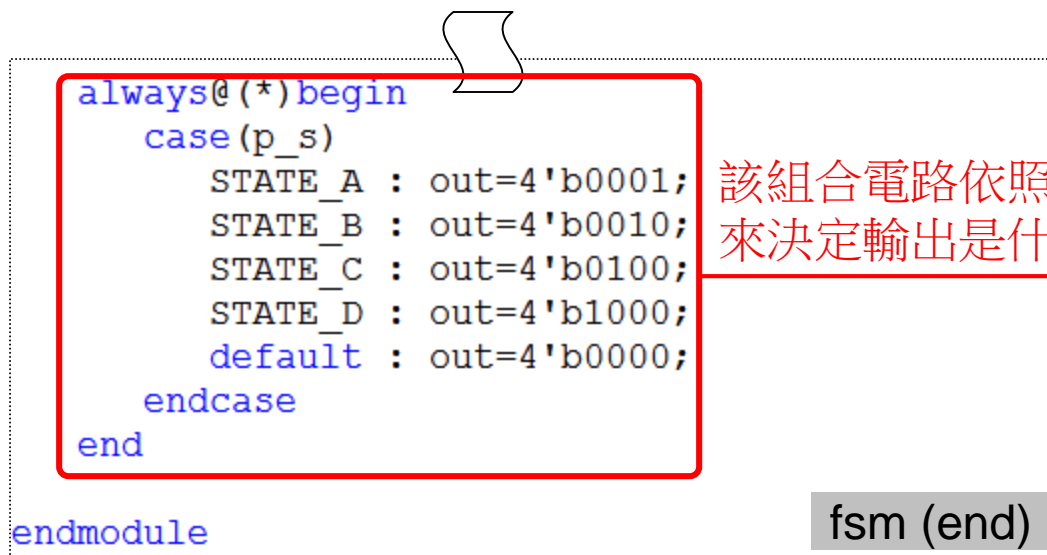 always@(*)begin
case(p_s)
STATE_A : out=4'b0001;
STATE_B : out=4'b0010;
STATE_C : out=4'b0100;
STATE_D : out=4'b1000;
default : out=4'b0000;
endcase
end
endmodule
該組合電路依照
來決定輸出是什
fsm (end)